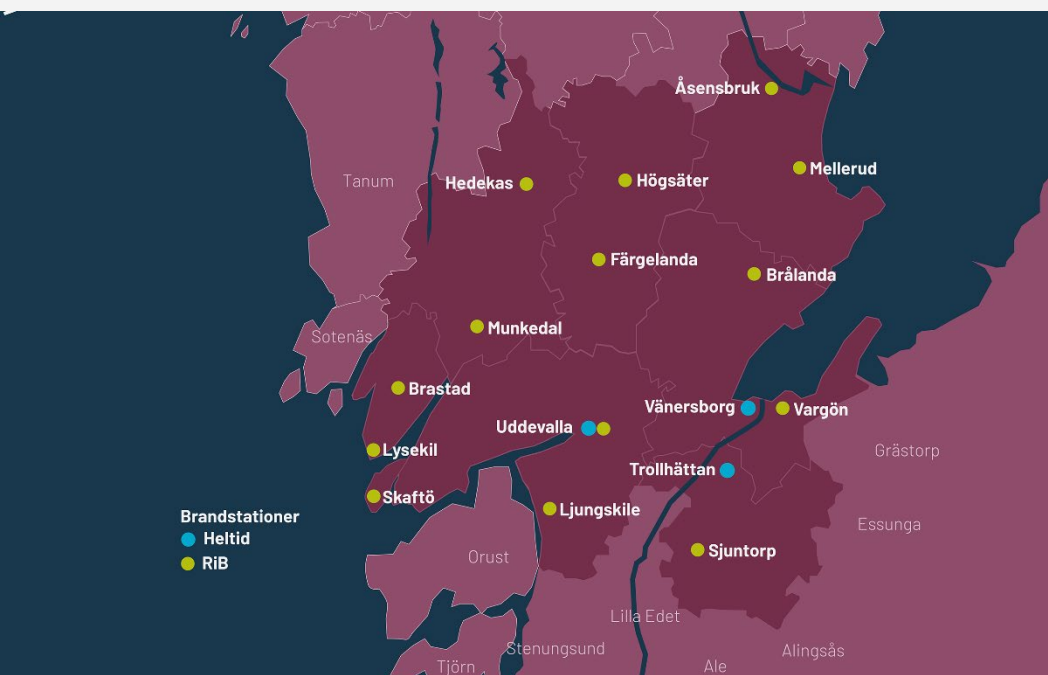 Åsensbruk
Mellerud
Tanum
Hedekas
Högsäter
Färgelanda
Brålanda
Sotenäs
Munkedal
Brastad
Vänersborg
Vargön
Uddevalla
Lysekil
Grästorp
Trollhättan
Skaftö
Ljungskile
Brandstationer
Heltid
RiB
Essunga
Orust
Sjuntorp
Lilla Edet
Stenungsund
Alingsås
Tjörn
Ale